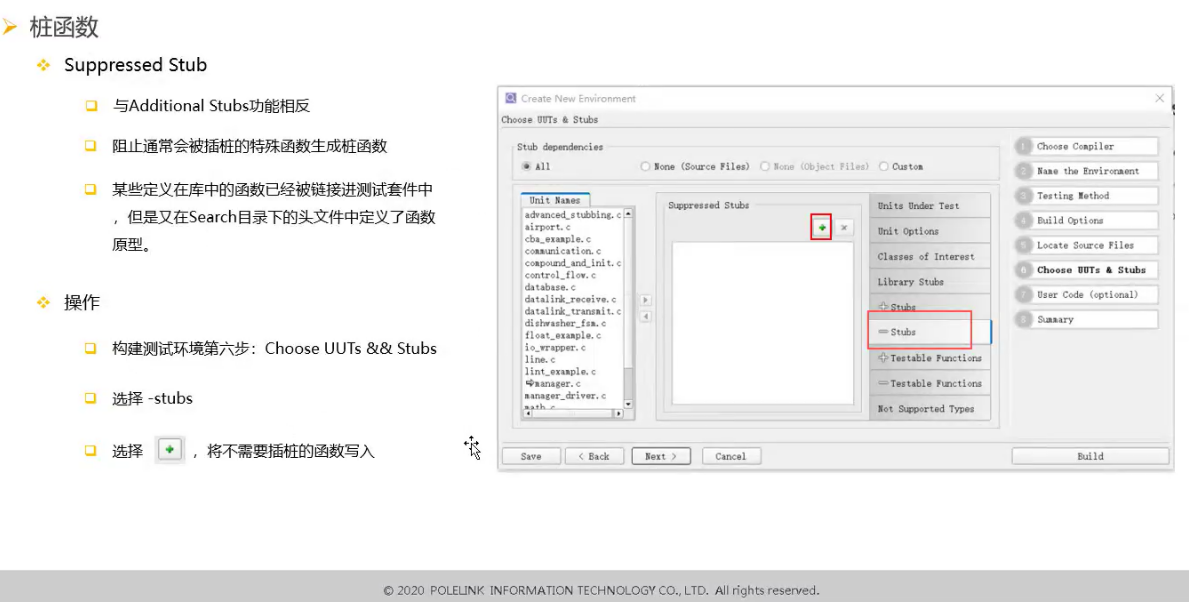 桩函数
Suppressed Stub
与Additional Stubs功能相反
阻止通常会被插桩的特殊函数生成桩函数
某些定义在库中的函数已经被链接进测试套件中
，但是又在Search目录下的头文件中定义了函数
原型。
操作
构建测试环境第六步：Choose UUTs && Stubs
选择 -stubs
选择 ，将不需要插桩的函数写入
Create New Environment
Choose UUTs & Stubs
Stub dependencies
All
None (Source Files)
None (Object Files)
Custom
Unit Names
advanced_stubbing.c
airport.c
cba_example.c
communication.c
compound_and_init.c
control_flow.c
database.c
datalink_receive.c
datalink_transmit.c
dishwasher_fsm.c
float_example.c
io_wrapper.c
line.c
lint_example.c
manager.c
manager_driver.c
math.c
Suppressed Stubs
Units Under Test
Unit Options
Classes of Interest
Library Stubs
+ Stubs
- Stubs
+ Testable Functions
- Testable Functions
Not Supported Types
1 Choose Compiler
2 Name the Environment
3 Testing Method
4 Build Options
5 Locate Source Files
6 Choose UUTs & Stubs
7 User Code (optional)
8 Summary
Save
< Back
Next >
Cancel
Build
© 2020 POLELINK INFORMATION TECHNOLOGY CO., LTD. All rights reserved.